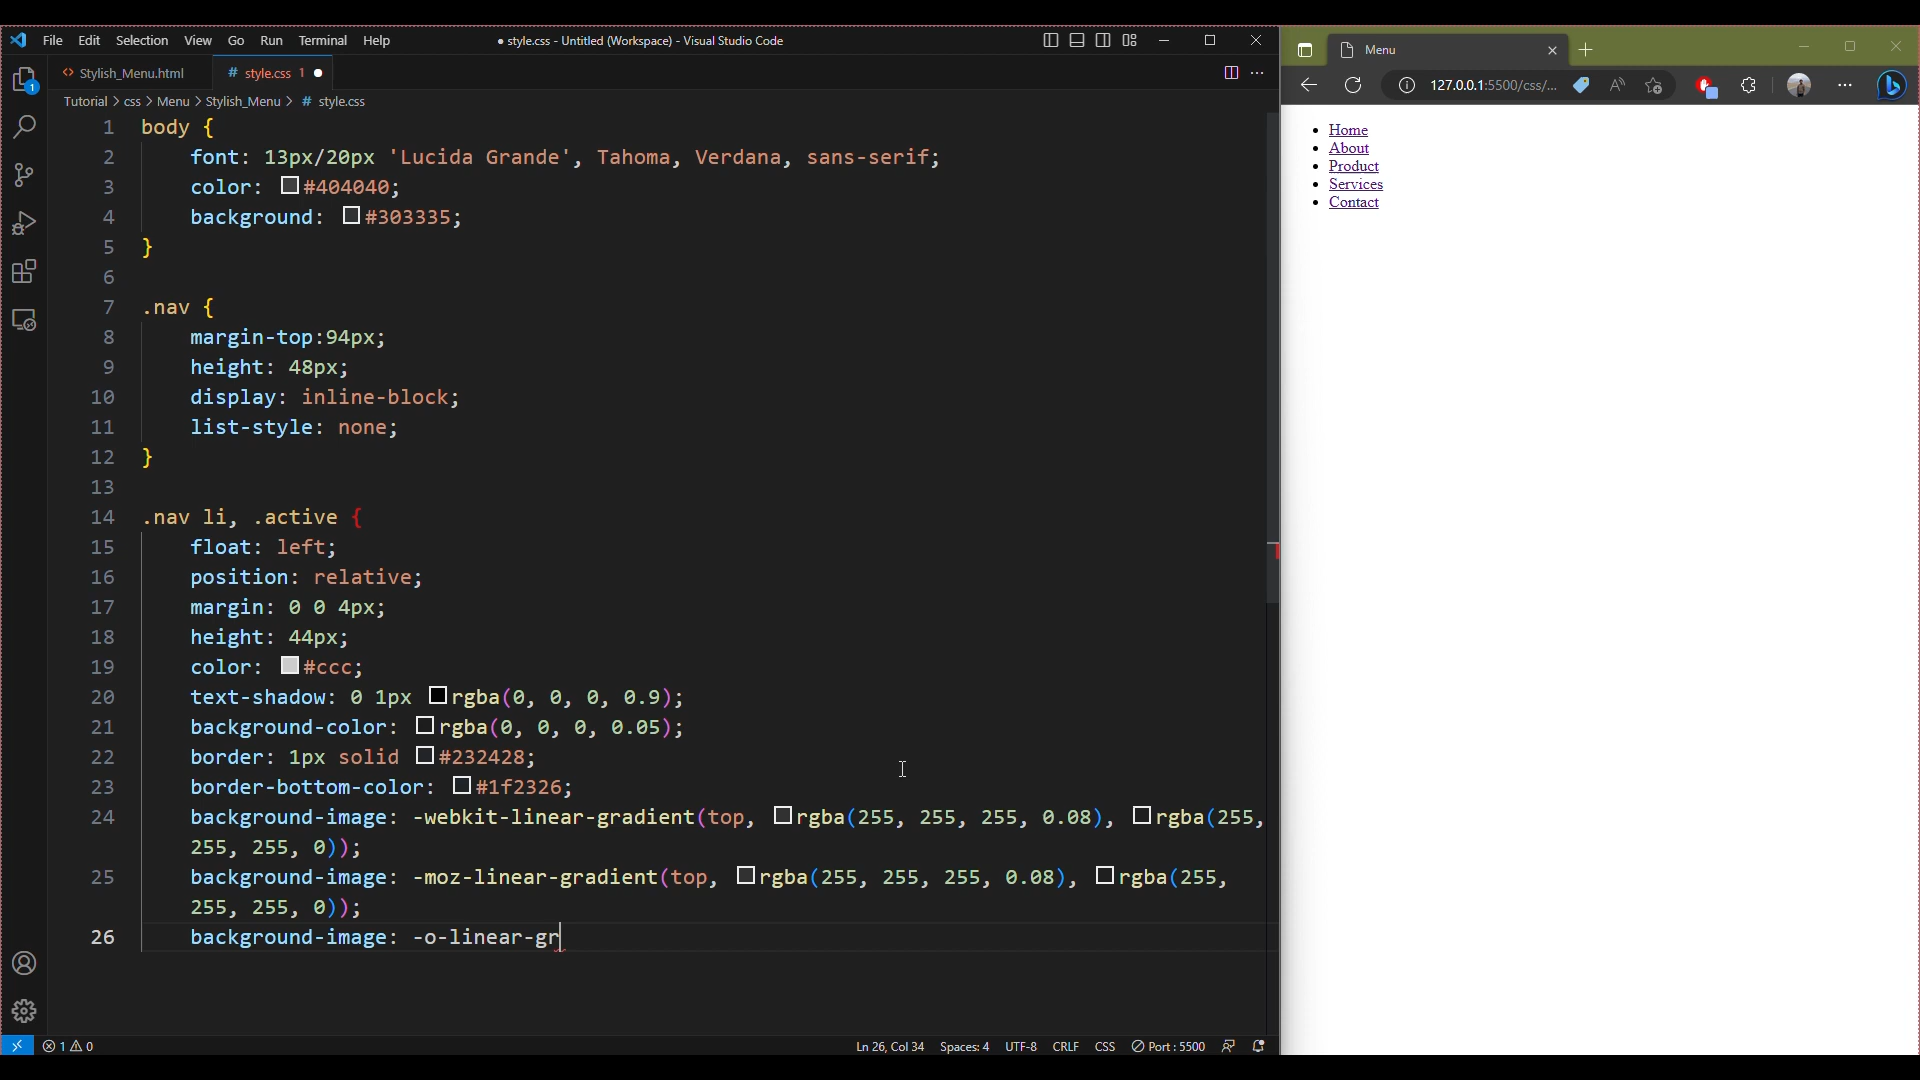 File Edit Selection View Go Run Terminal Help
● style.css - Untitled (Workspace) - Visual Studio Code
Stylish_Menu.html
# style.css 1 ●
Tutorial > css > Menu > Stylish_Menu > # style.css
1 body {
2 font: 13px/20px 'Lucida Grande', Tahoma, Verdana, sans-serif;
3 color: #404040;
4 background: #303335;
5 }
6
7 .nav {
8 margin-top:94px;
9 height: 48px;
10 display: inline-block;
11 list-style: none;
12 }
13
14 .nav li, .active {
15 float: left;
16 position: relative;
17 margin: 0 0 4px;
18 height: 44px;
19 color: #ccc;
20 text-shadow: 0 1px rgba(0, 0, 0, 0.9);
21 background-color: rgba(0, 0, 0, 0.05);
22 border: 1px solid #232428;
23 border-bottom-color: #1f2326;
24 background-image: -webkit-linear-gradient(top, rgba(255, 255, 255, 0.08), rgba(255,
255, 255, 0));
25 background-image: -moz-linear-gradient(top, rgba(255, 255, 255, 0.08), rgba(255,
255, 255, 0));
26 background-image: -o-linear-gr
1
1 0
Ln 26, Col 34 Spaces: 4 UTF-8 CRLF CSS Port : 5500
Menu
127.0.0.1:5500/css/...
Home
About
Product
Services
Contact